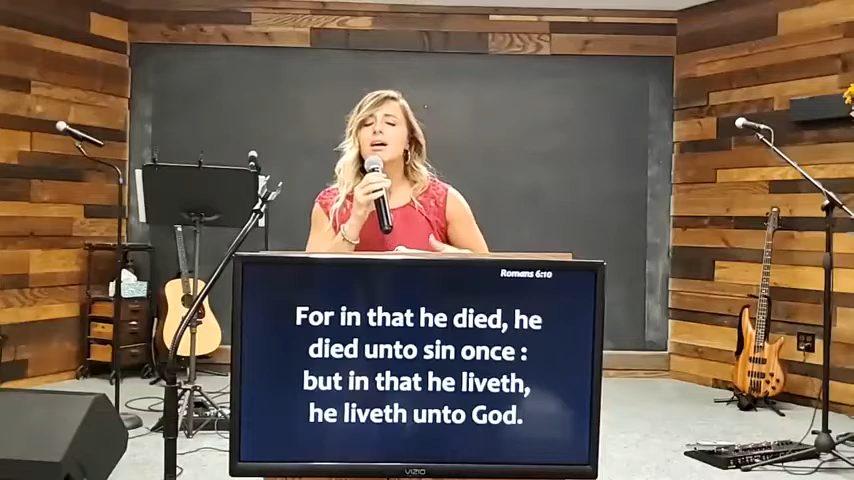 Romans 6:10
For in that he died, he
died unto sin once :
but in that he liveth,
he liveth unto God.
VIZIO